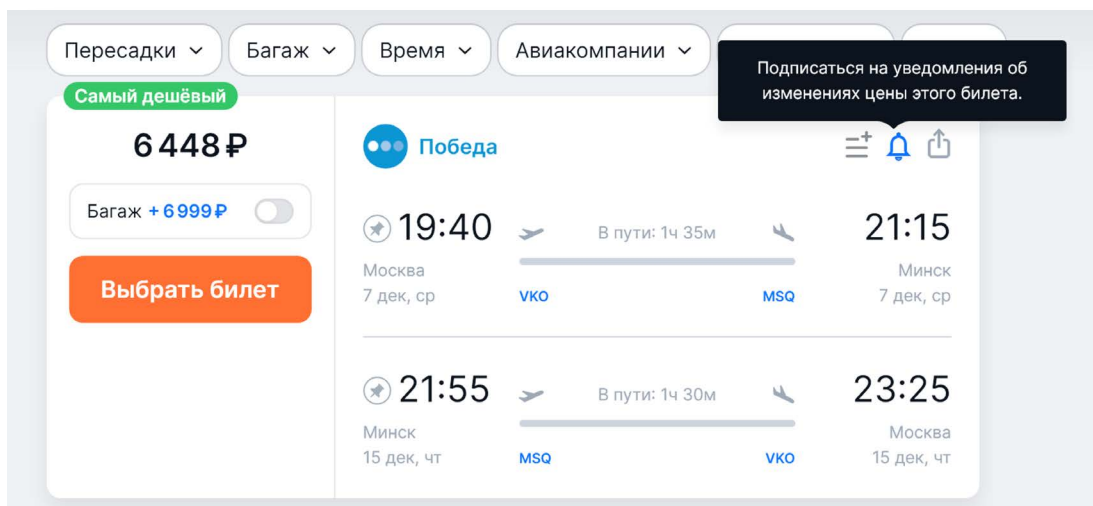 Пересадки
Багаж
Время
Авиакомпании
Подписаться на уведомления об
изменениях цены этого билета.
Самый дешёвый
6 448 ₽
Багаж + 6 999 ₽
Выбрать билет
Победа
19:40
В пути: 1ч 35м
21:15
Москва
Минск
7 дек, ср
VKO
MSQ
7 дек, ср
21:55
В пути: 1ч 30м
23:25
Минск
Москва
15 дек, чт
MSQ
VKO
15 дек, чт